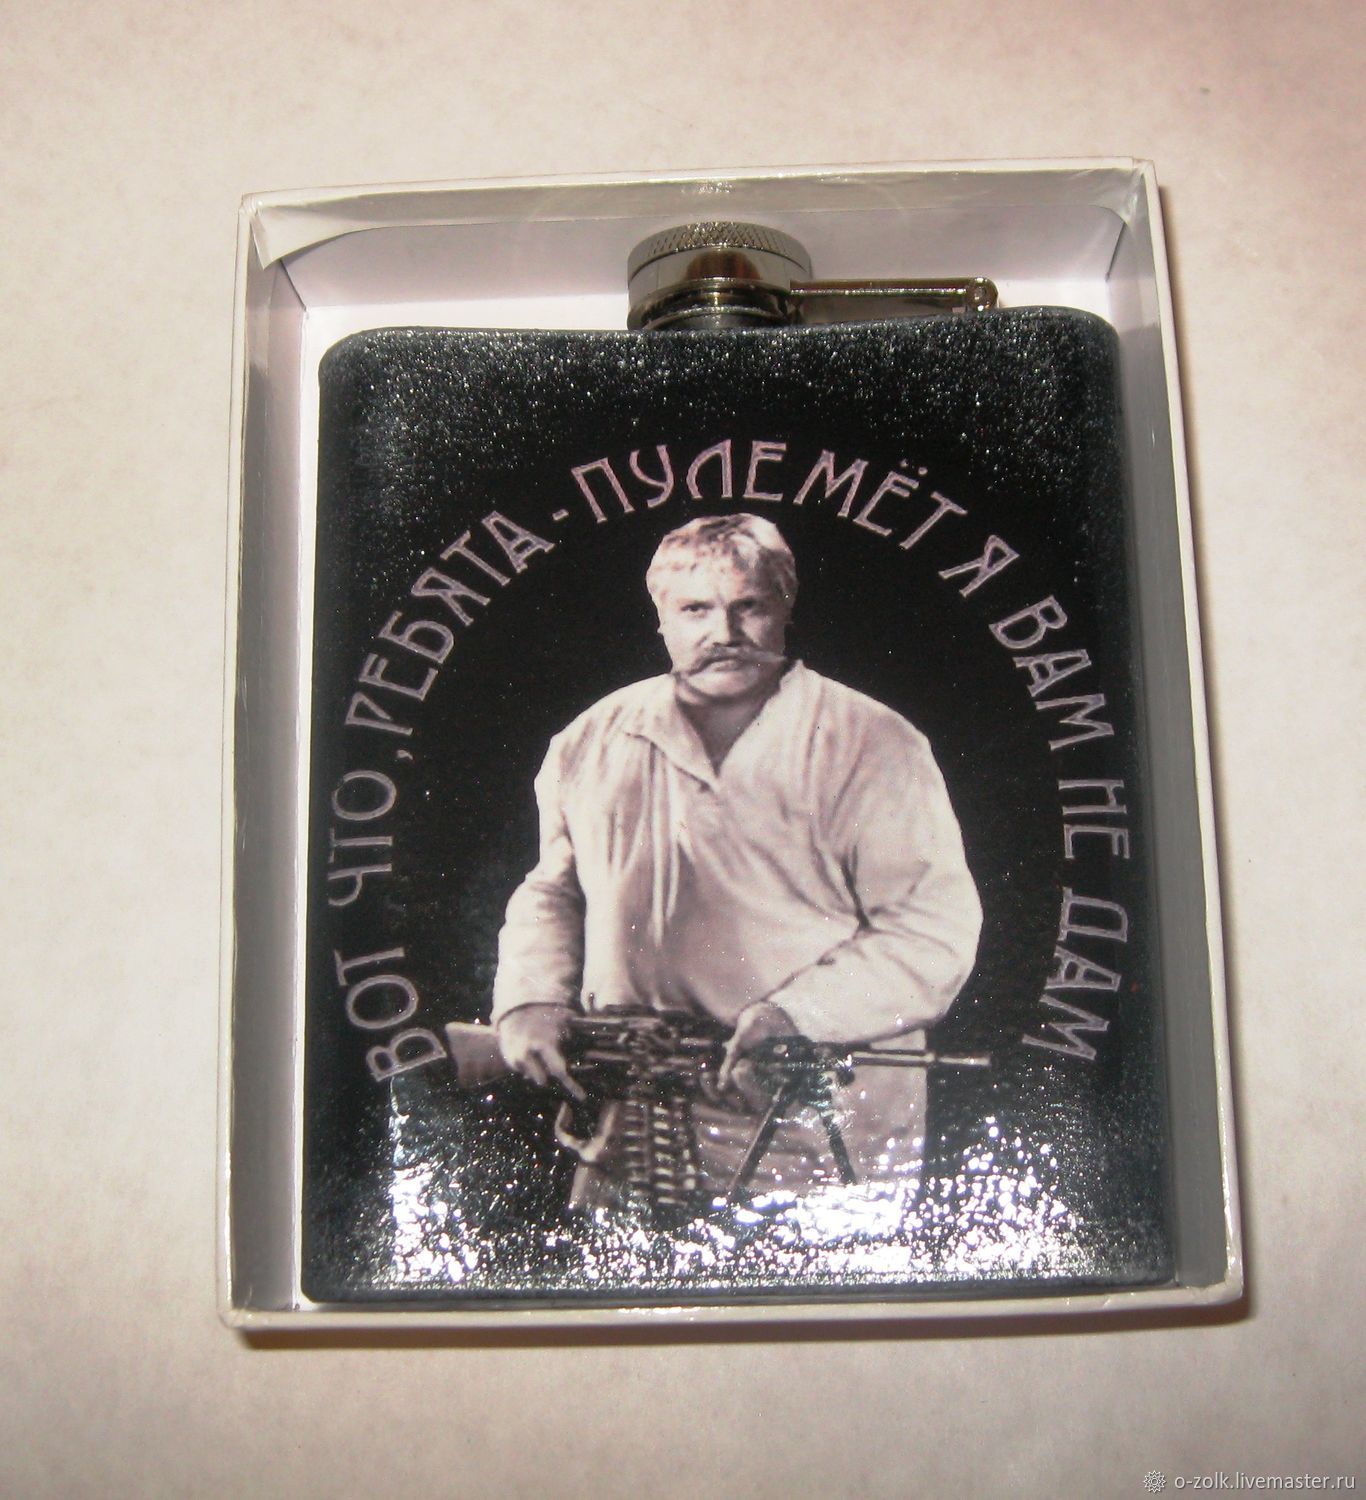 ВОТ ЧТО, РЕБЯТА - ПУЛЕМЁТ Я ВАМ НЕ ДАМ
o-zolk.livemaster.ru